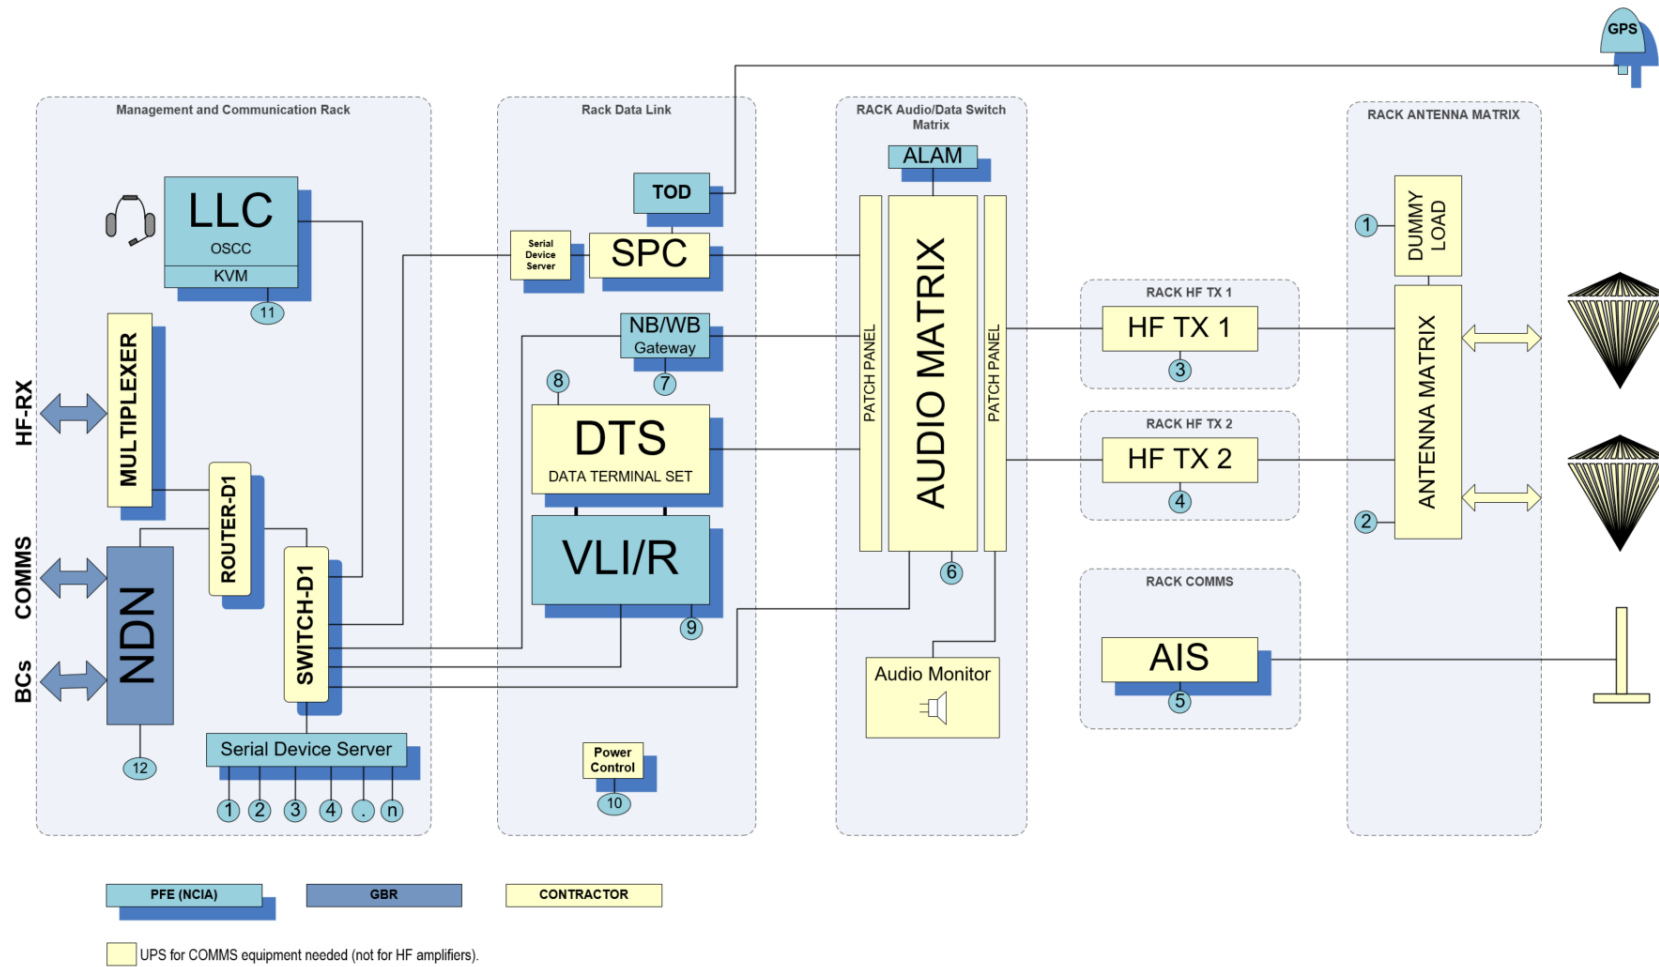 GPS
Management and Communication Rack
LLC
OSCC
KVM
11
HF-RX
MULTIPLEXER
ROUTER-D1
COMMS
NDN
BCs
12
SWITCH-D1
Serial Device Server
1
2
3
4
.
n
Rack Data Link
TOD
Serial
Device
Server
SPC
NB/WB
Gateway
7
8
DTS
DATA TERMINAL SET
VLI/R
9
Power
Control
10
RACK Audio/Data Switch
Matrix
ALAM
PATCH PANEL
AUDIO MATRIX
PATCH PANEL
6
Audio Monitor
RACK HF TX 1
HF TX 1
3
RACK HF TX 2
HF TX 2
4
RACK COMMS
AIS
5
RACK ANTENNA MATRIX
1
DUMMY
LOAD
ANTENNA MATRIX
2
PFE (NCIA)
GBR
CONTRACTOR
UPS for COMMS equipment needed (not for HF amplifiers).